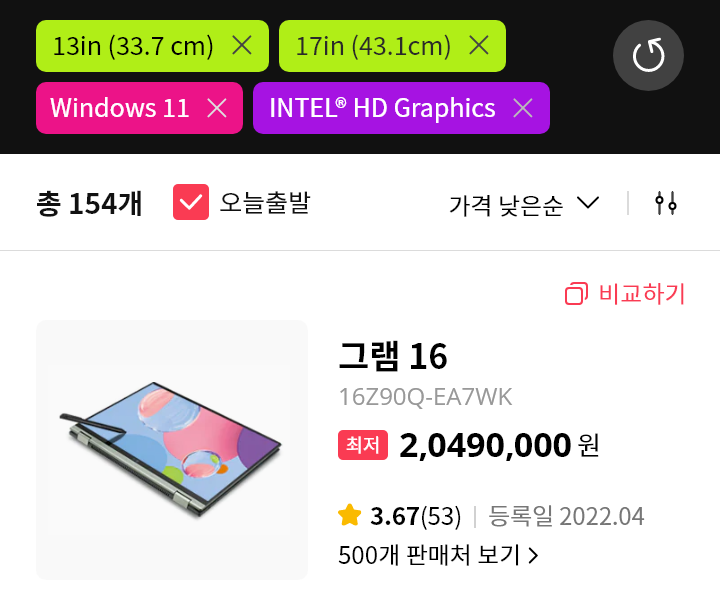 13in (33.7 cm) 17in (43.1cm)
Windows 11 INTEL® HD Graphics
총 154개 오늘출발 가격 낮은순
비교하기
그램 16
16Z90Q-EA7WK
최저 2,0490,000 원
3.67(53) 등록일 2022.04
500개 판매처 보기